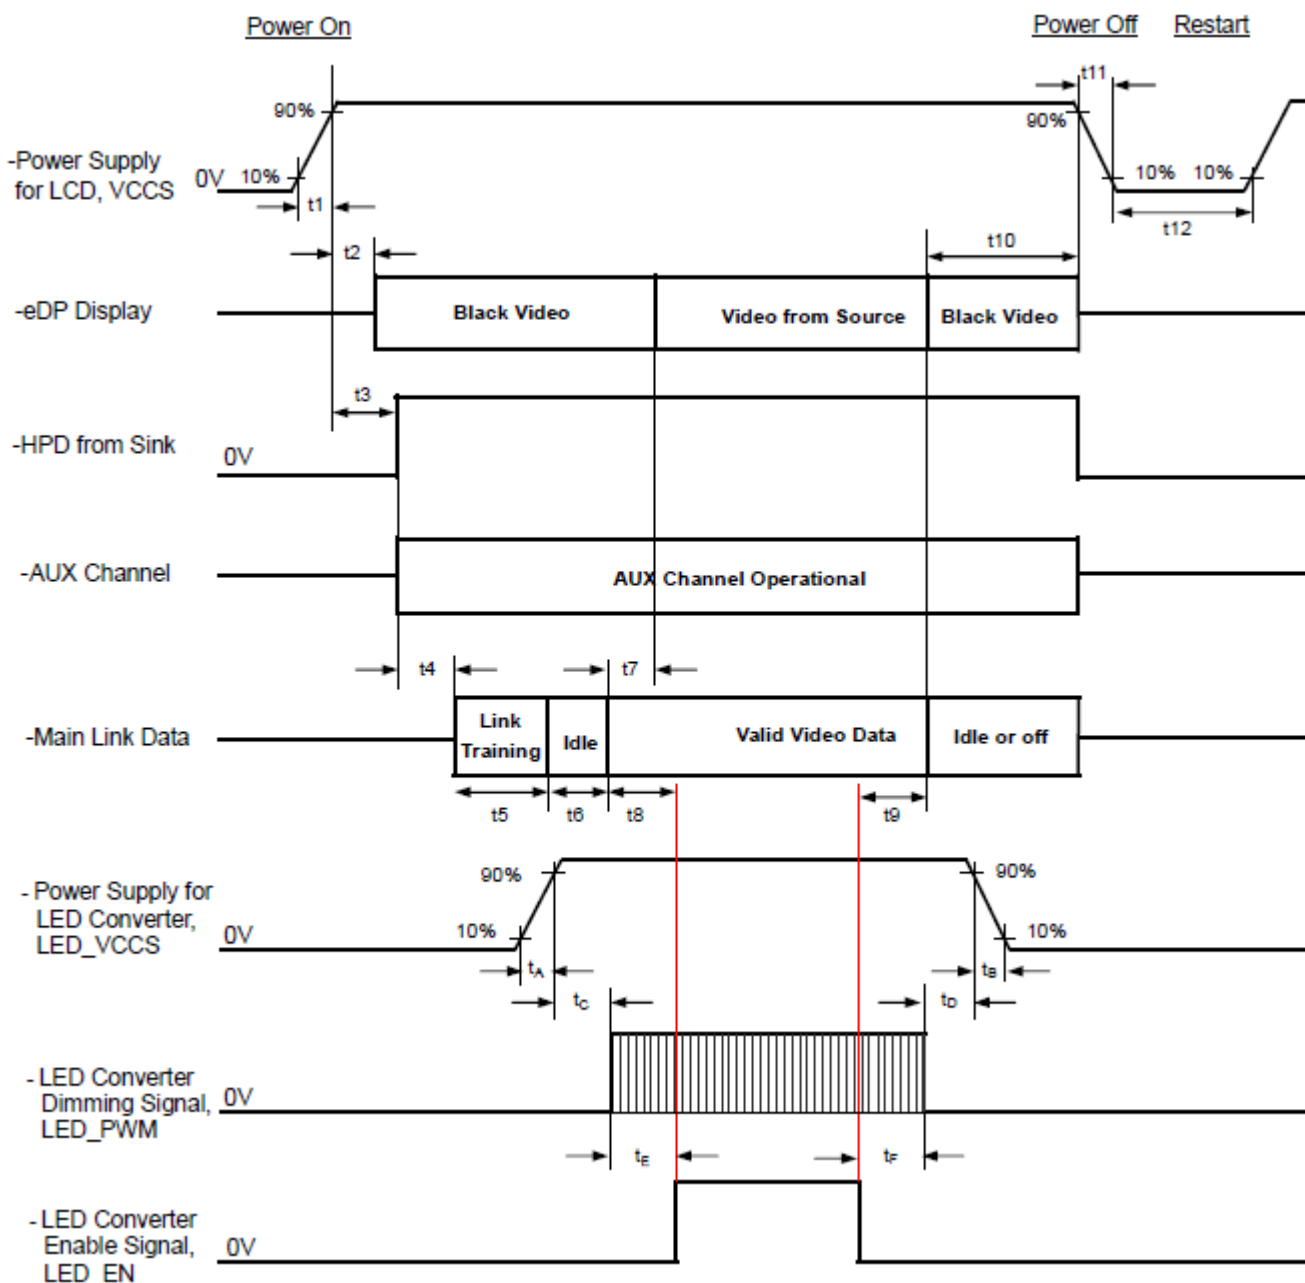 Power On
Power Off
Restart
t11
90%
90%
-Power Supply
for LCD, VCCS
0V
10%
10%
10%
t1
t12
t2
t10
-eDP Display
Black Video
Video from Source
Black Video
t3
-HPD from Sink
0V
-AUX Channel
AUX Channel Operational
t4
t7
-Main Link Data
Link
Training
Idle
Valid Video Data
Idle or off
t5
t6
t8
t9
90%
90%
- Power Supply for
LED Converter,
LED_VCCS
0V
10%
10%
tA
tB
tC
tD
- LED Converter
Dimming Signal,
LED_PWM
0V
tE
tF
- LED Converter
Enable Signal,
LED_EN
0V